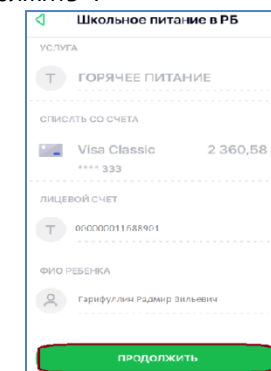 Школьное питание в РБ
УСЛУГА
Т ГОРЯЧЕЕ ПИТАНИЕ
СПИСАТЬ СО СЧЕТА
Visa Classic 2 360,58
**** 333
ЛИЦЕВОЙ СЧЕТ
Т 000000011688901
ФИО РЕБЕНКА
Гарифуллин Радмир Вильевич
ПРОДОЛЖИТЬ